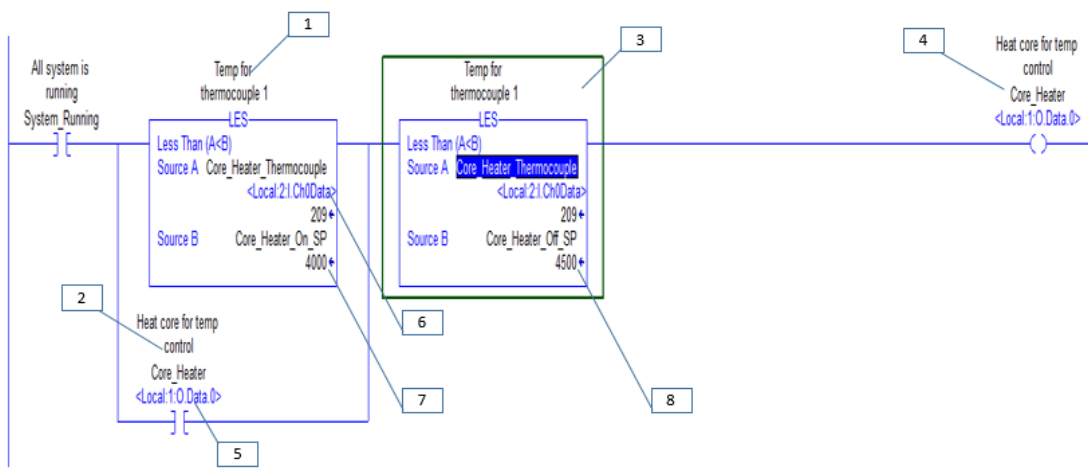 1
3
4
All system is
running
System_Running
Temp for
thermocouple 1
LES
Less Than (A<B)
Source A Core_Heater_Thermocouple
<Local:2:I.Ch0Data>
209
Source B Core_Heater_On_SP
4000
Temp for
thermocouple 1
LES
Less Than (A<B)
Source A Core_Heater_Thermocouple
<Local:2:I.Ch0Data>
209
Source B Core_Heater_Off_SP
4500
Heat core for temp
control
Core_Heater
<Local:1:O.Data.0>
2
6
Heat core for temp
control
Core_Heater
<Local:1:O.Data.0>
7
8
5